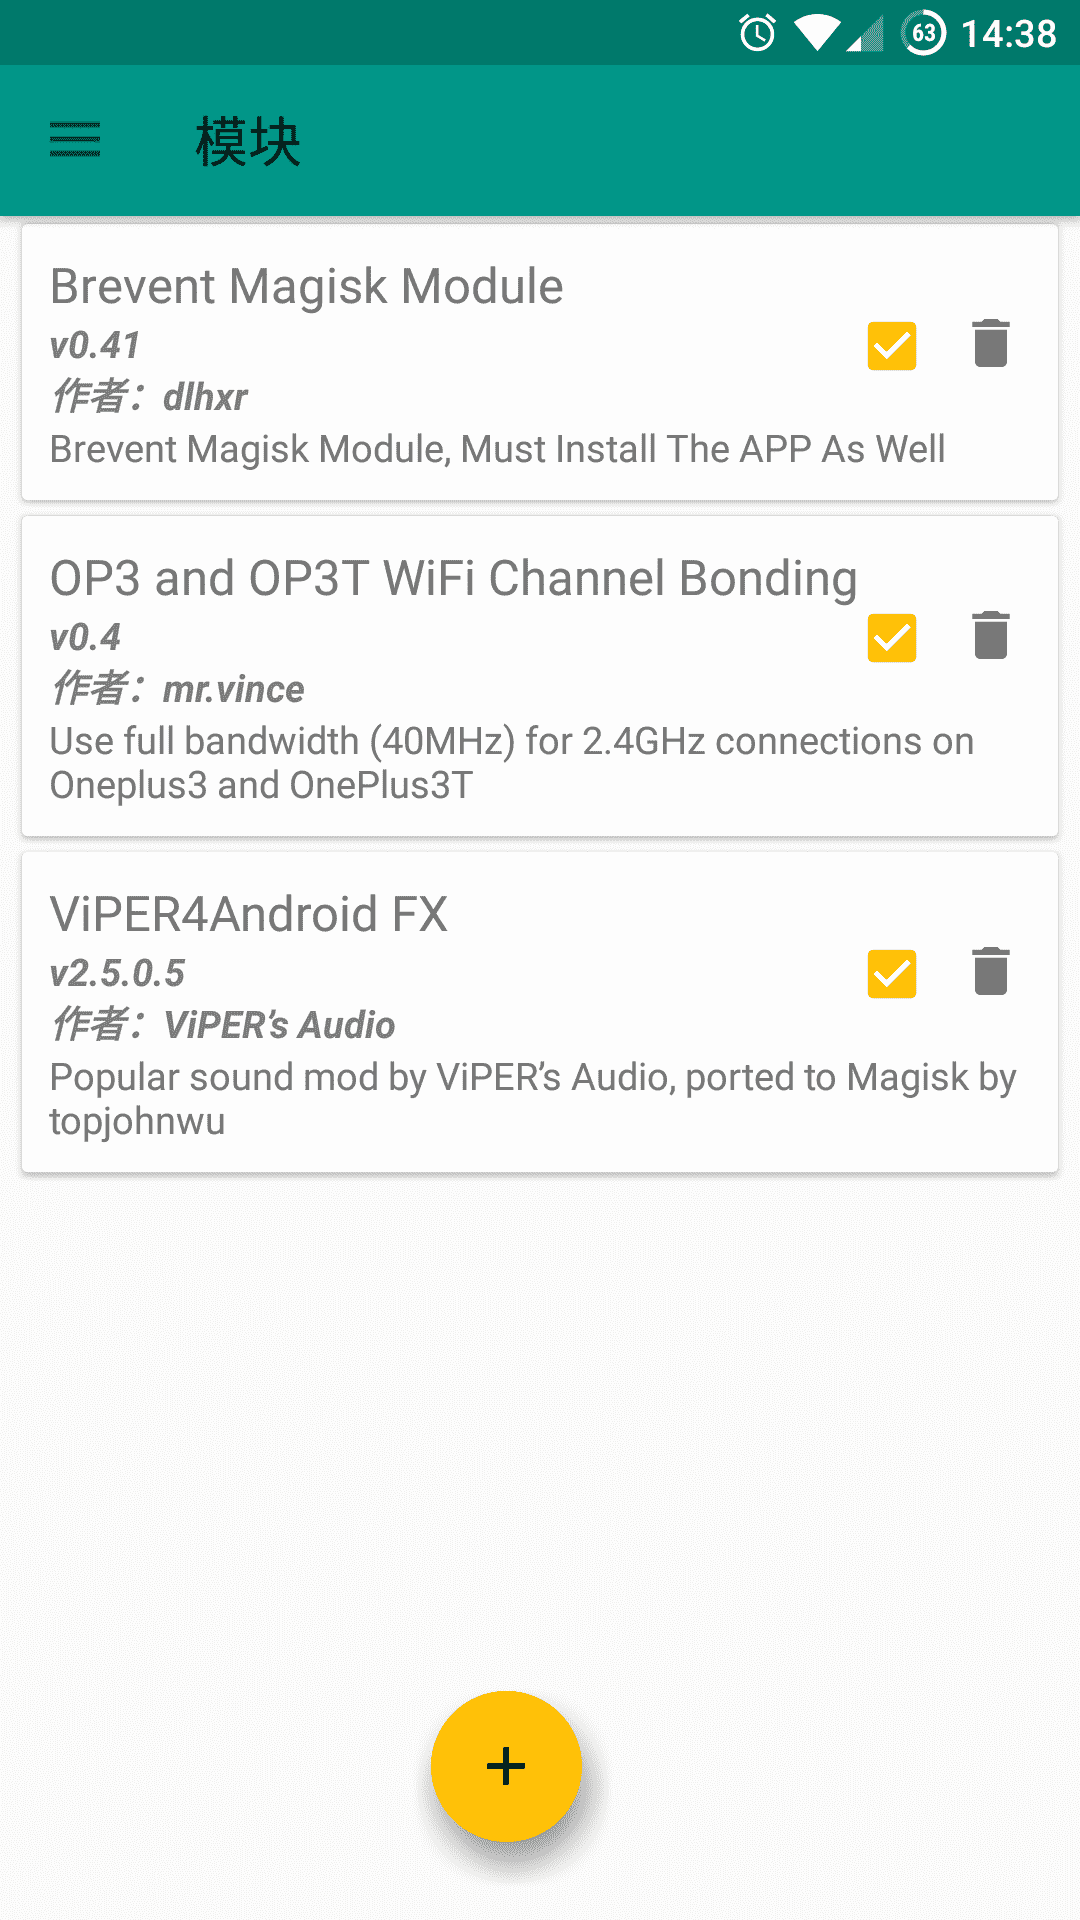 63 14:38
模块
Brevent Magisk Module
v0.41
作者：dlhxr
Brevent Magisk Module, Must Install The APP As Well
OP3 and OP3T WiFi Channel Bonding
v0.4
作者：mr.vince
Use full bandwidth (40MHz) for 2.4GHz connections on
Oneplus3 and OnePlus3T
ViPER4Android FX
v2.5.0.5
作者：ViPER’s Audio
Popular sound mod by ViPER’s Audio, ported to Magisk by
topjohnwu